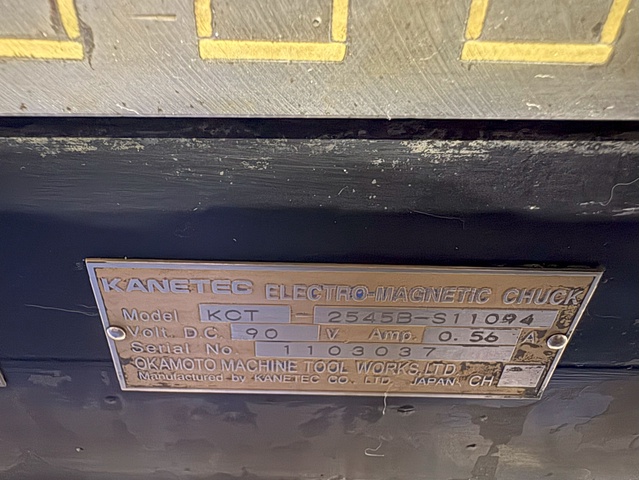 KANETEC ELECTRO-MAGNETIC CHUCK
Model KCT - 2545B-S11094
Volt. D.C. 90 V Amp. 0.56 A
Serial No. 1103037
OKAMOTO MACHINE TOOL WORKS, LTD.
Manufactured by KANETEC CO., LTD. JAPAN, CH